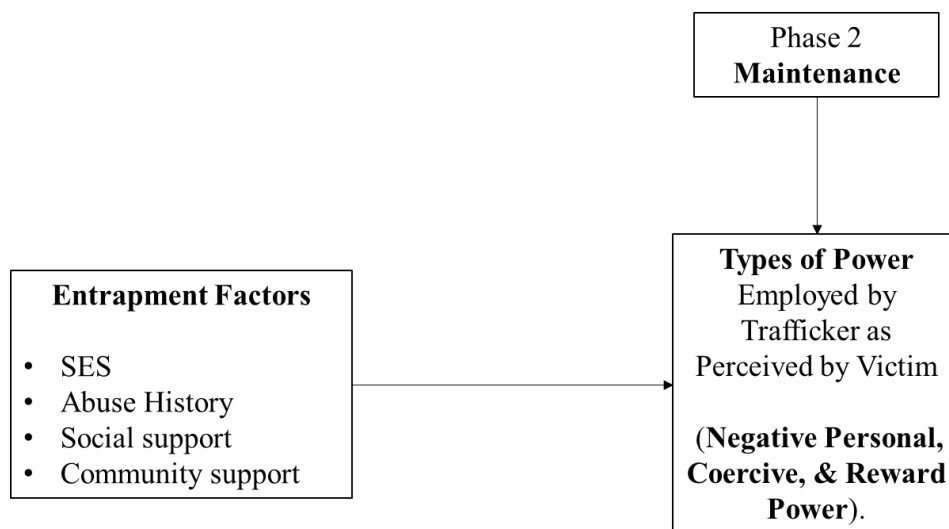 Phase 2
Maintenance
Entrapment Factors
• SES
• Abuse History
• Social support
• Community support
Types of Power
Employed by
Trafficker as
Perceived by Victim
(Negative Personal,
Coercive, & Reward
Power).